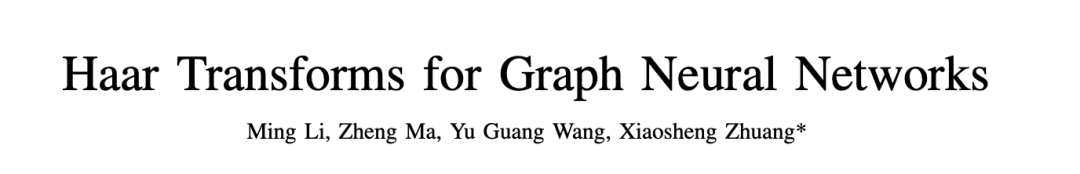 Haar Transforms for Graph Neural Networks
Ming Li, Zheng Ma, Yu Guang Wang, Xiaosheng Zhuang*